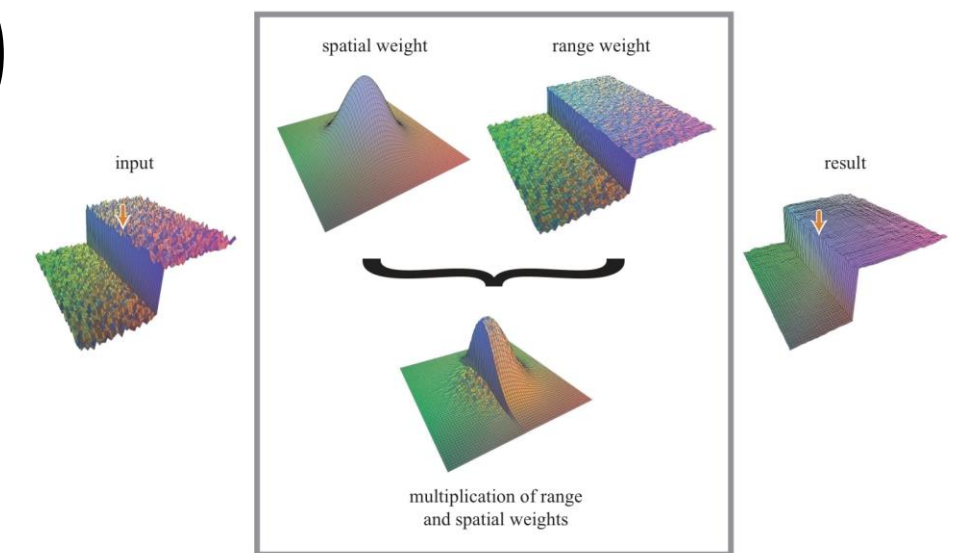 spatial weight
range weight
input
result
multiplication of range
and spatial weights